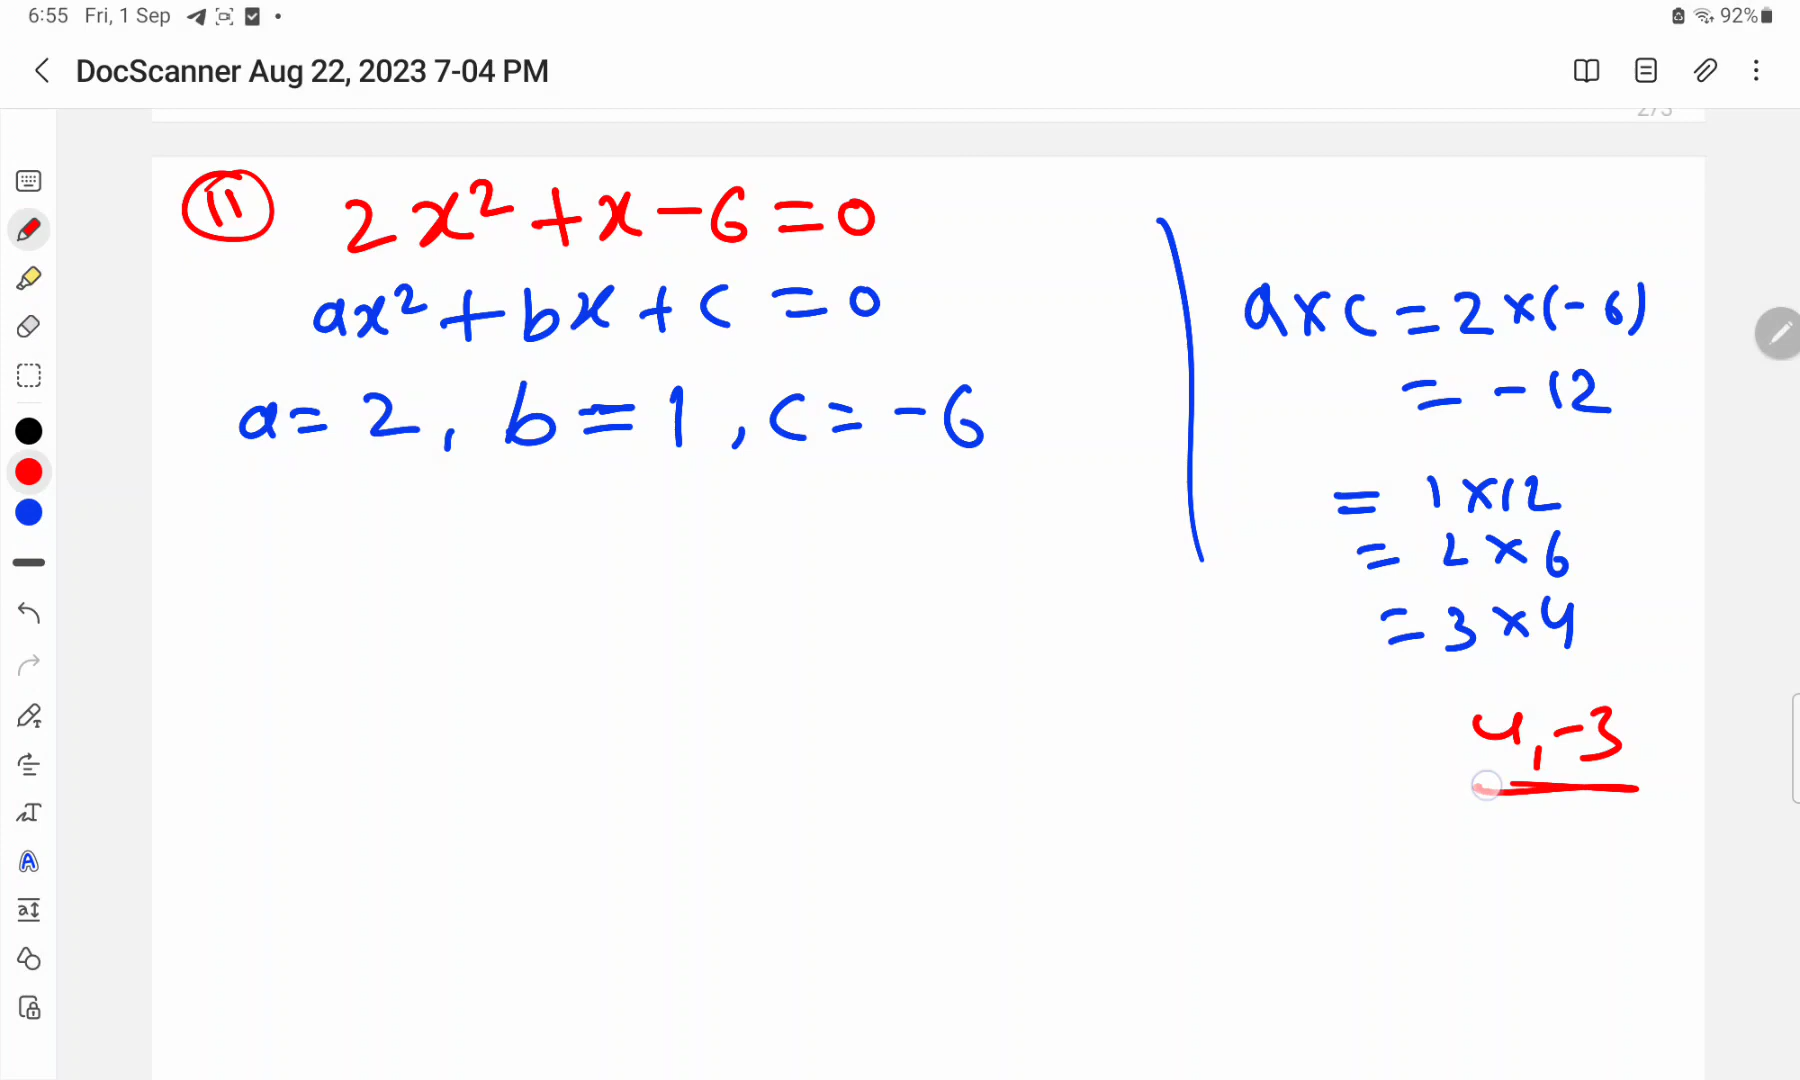 6:55 Fri, 1 Sep
92%
DocScanner Aug 22, 2023 7-04 PM
11 2x² + x - 6 = 0
ax² + bx + c = 0
a = 2, b = 1, c = -6
a × c = 2 × (-6)
= -12
= 1 × 12
= 2 × 6
= 3 × 4
4, -3